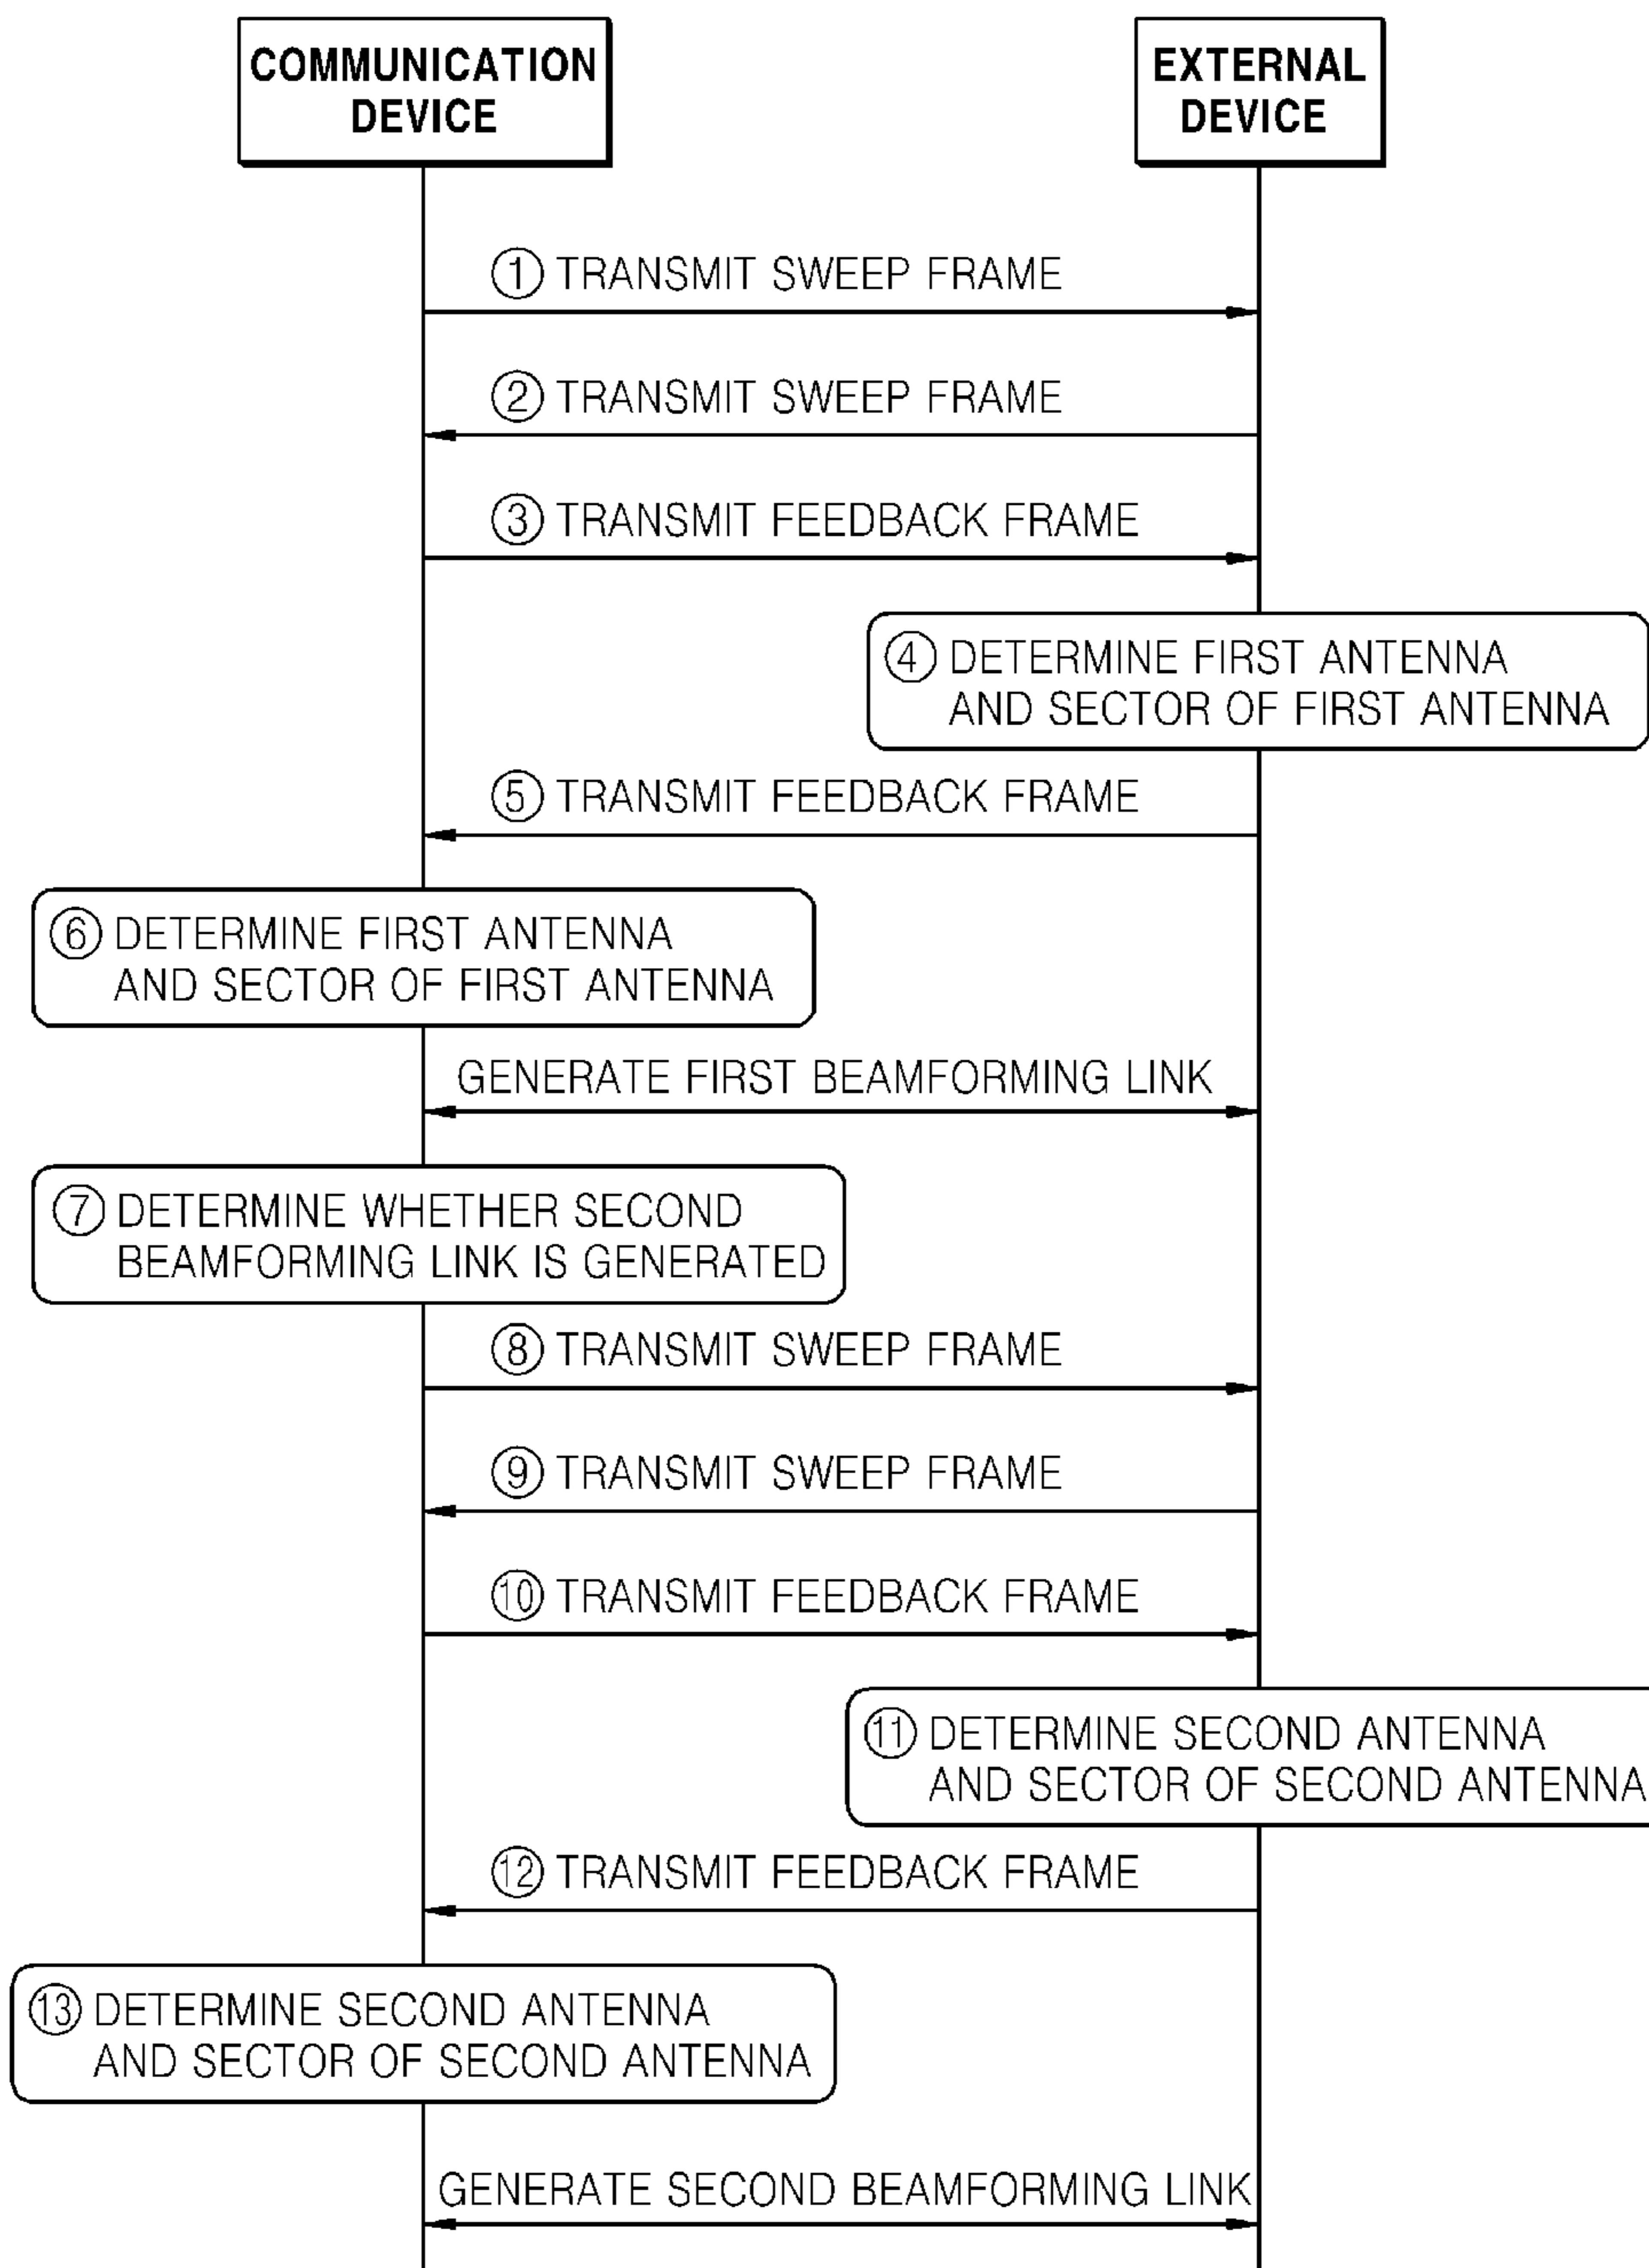 COMMUNICATION
DEVICE
EXTERNAL
DEVICE
① TRANSMIT SWEEP FRAME
② TRANSMIT SWEEP FRAME
③ TRANSMIT FEEDBACK FRAME
④ DETERMINE FIRST ANTENNA
AND SECTOR OF FIRST ANTENNA
⑤ TRANSMIT FEEDBACK FRAME
⑥ DETERMINE FIRST ANTENNA
AND SECTOR OF FIRST ANTENNA
GENERATE FIRST BEAMFORMING LINK
⑦ DETERMINE WHETHER SECOND
BEAMFORMING LINK IS GENERATED
⑧ TRANSMIT SWEEP FRAME
⑨ TRANSMIT SWEEP FRAME
⑩ TRANSMIT FEEDBACK FRAME
⑪ DETERMINE SECOND ANTENNA
AND SECTOR OF SECOND ANTENNA
⑫ TRANSMIT FEEDBACK FRAME
⑬ DETERMINE SECOND ANTENNA
AND SECTOR OF SECOND ANTENNA
GENERATE SECOND BEAMFORMING LINK